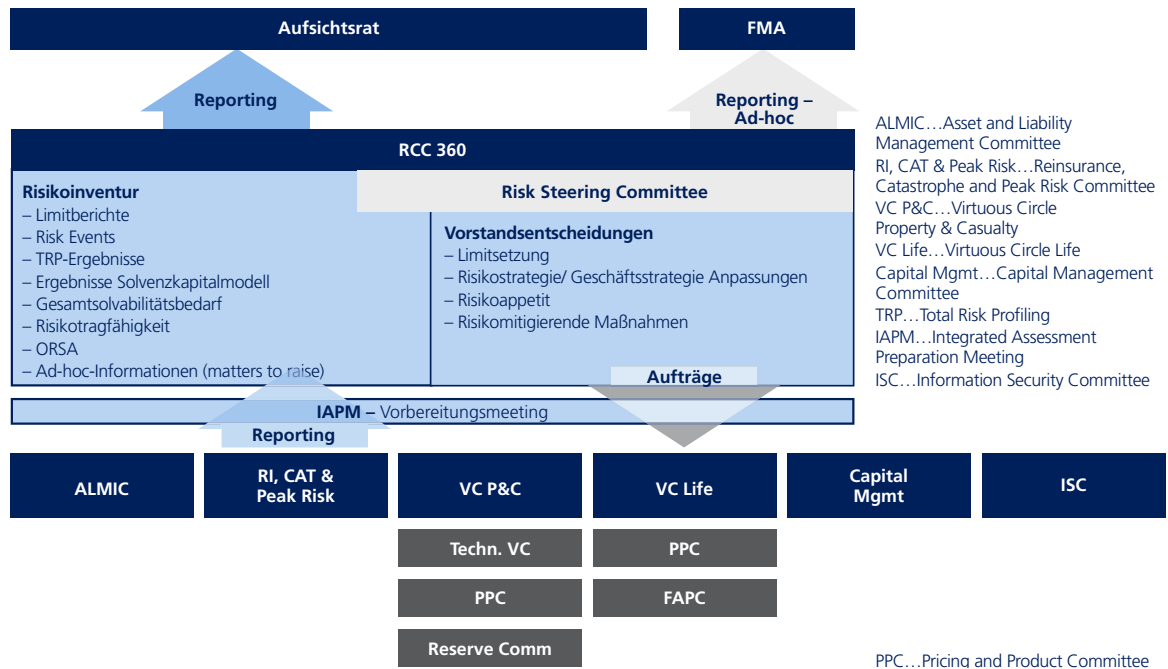 Aufsichtsrat
FMA
Reporting
Reporting –
Ad-hoc
RCC 360
Risikoinventur
– Limitberichte
– Risk Events
– TRP-Ergebnisse
– Ergebnisse Solvenzkapitalmodell
– Gesamtsolvabilitätsbedarf
– Risikotragfähigkeit
– ORSA
– Ad-hoc-Informationen (matters to raise)
Risk Steering Committee
Vorstandsentscheidungen
– Limitsetzung
– Risikostrategie/ Geschäftsstrategie Anpassungen
– Risikoappetit
– Risikomitigierende Maßnahmen
Aufträge
IAPM – Vorbereitungsmeeting
Reporting
ALMIC
RI, CAT &
Peak Risk
VC P&C
VC Life
Capital
Mgmt
ISC
Techn. VC
PPC
PPC
FAPC
Reserve Comm
ALMIC…Asset and Liability
Management Committee
RI, CAT & Peak Risk…Reinsurance,
Catastrophe and Peak Risk Committee
VC P&C…Virtuous Circle
Property & Casualty
VC Life…Virtuous Circle Life
Capital Mgmt…Capital Management
Committee
TRP…Total Risk Profiling
IAPM…Integrated Assessment
Preparation Meeting
ISC…Information Security Committee
PPC…Pricing and Product Committee